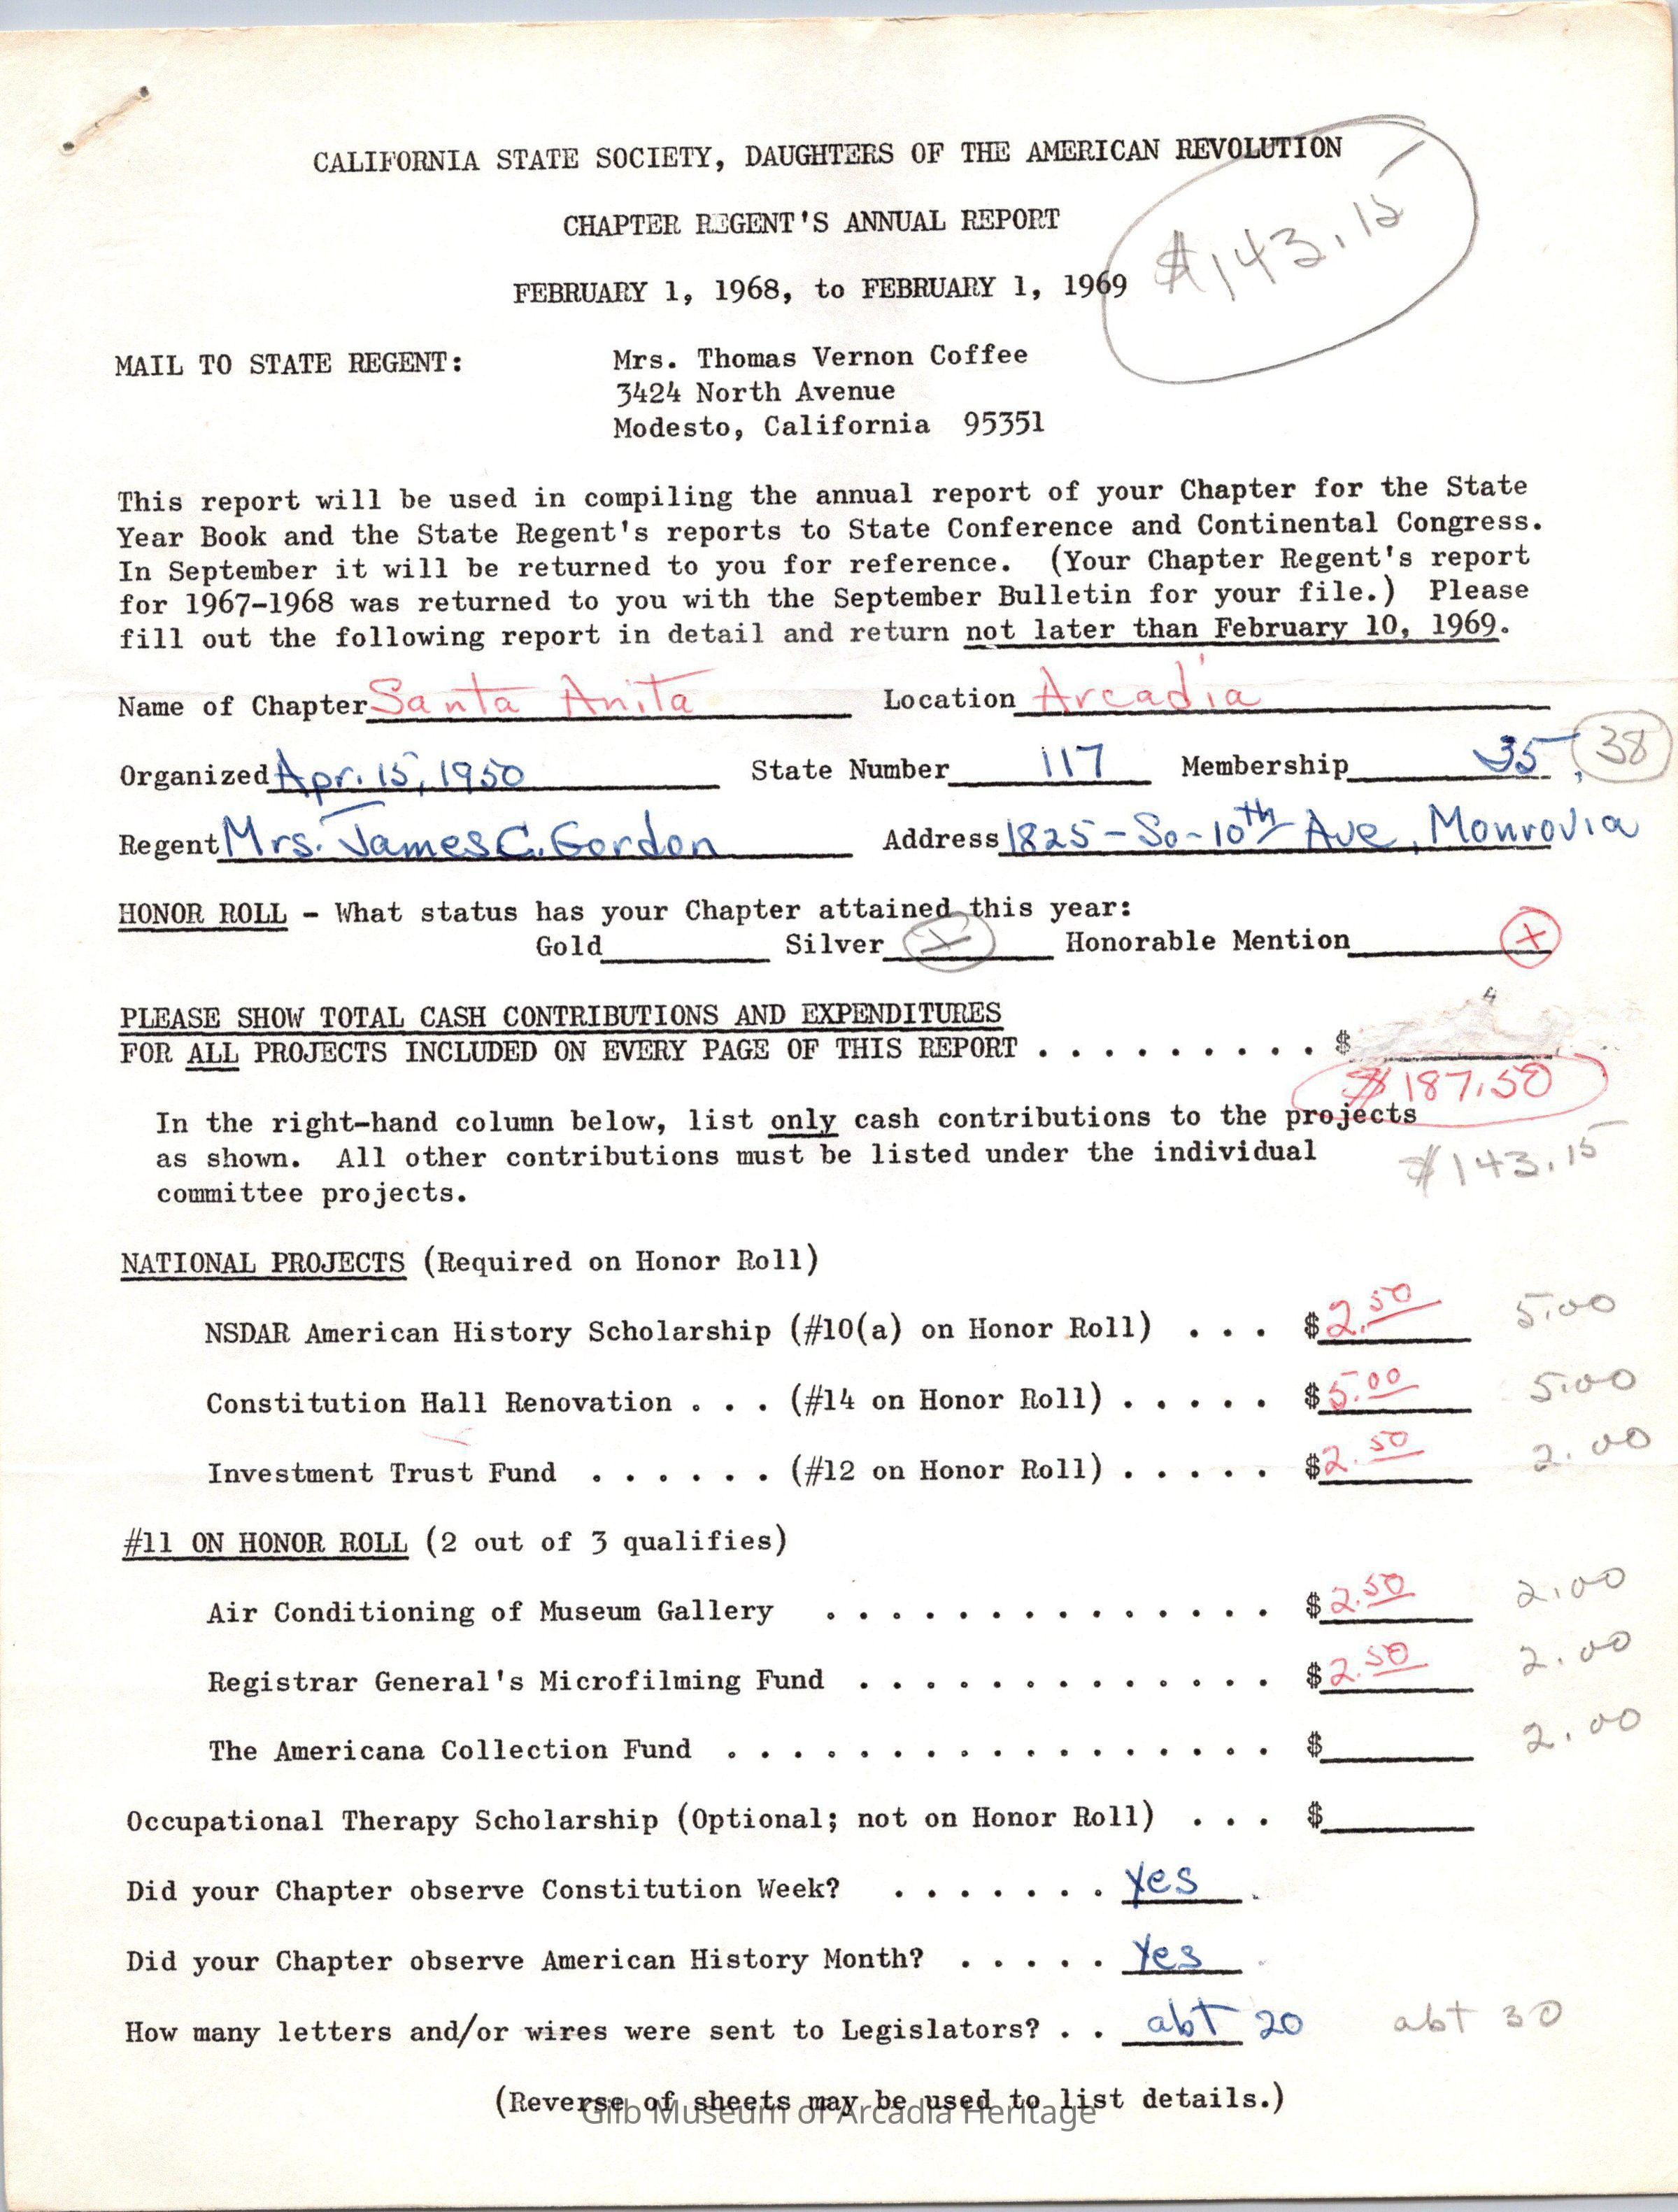 CALIFORNIA STATE SOCIETY, DAUGHTERS OF THE AMERICAN REVOLUTION
CHAPTER REGENT'S ANNUAL REPORT
$143.15
FEBRUARY 1, 1968, to FEBRUARY 1, 1969
MAIL TO STATE REGENT: Mrs. Thomas Vernon Coffee
3424 North Avenue
Modesto, California 95351
This report will be used in compiling the annual report of your Chapter for the State
Year Book and the State Regent's reports to State Conference and Continental Congress.
In September it will be returned to you for reference. (Your Chapter Regent's report
for 1967-1968 was returned to you with the September Bulletin for your file.) Please
fill out the following report in detail and return not later than February 10, 1969.
Name of Chapter Santa Anita Location Arcadia
Organized Apr. 15, 1950 State Number 117 Membership 35, 38
Regent Mrs. James C. Gordon Address 1825-So-10th Ave, Monrovia
HONOR ROLL - What status has your Chapter attained this year:
Gold Silver X Honorable Mention X
PLEASE SHOW TOTAL CASH CONTRIBUTIONS AND EXPENDITURES
FOR ALL PROJECTS INCLUDED ON EVERY PAGE OF THIS REPORT . . . . . . . . . $
$187.50
In the right-hand column below, list only cash contributions to the projects
as shown. All other contributions must be listed under the individual $143.15
committee projects.
NATIONAL PROJECTS (Required on Honor Roll)
NSDAR American History Scholarship (#10(a) on Honor Roll) . . . $2.50 5.00
Constitution Hall Renovation . . . (#14 on Honor Roll) . . . . . $5.00 5.00
Investment Trust Fund . . . . . . (#12 on Honor Roll) . . . . . $2.50 2.00
#11 ON HONOR ROLL (2 out of 3 qualifies)
Air Conditioning of Museum Gallery . . . . . . . . . . . . . . $2.50 2.00
Registrar General's Microfilming Fund . . . . . . . . . . . . . $2.50 2.00
The Americana Collection Fund . . . . . . . . . . . . . . . . . $ 2.00
Occupational Therapy Scholarship (Optional; not on Honor Roll) . . . $
Did your Chapter observe Constitution Week? . . . . . . . Yes
Did your Chapter observe American History Month? . . . . . Yes
How many letters and/or wires were sent to Legislators? . . abt 20 abt 30
(Reverse of sheets may be used to list details.)
Gilb Museum of Arcadia Heritage